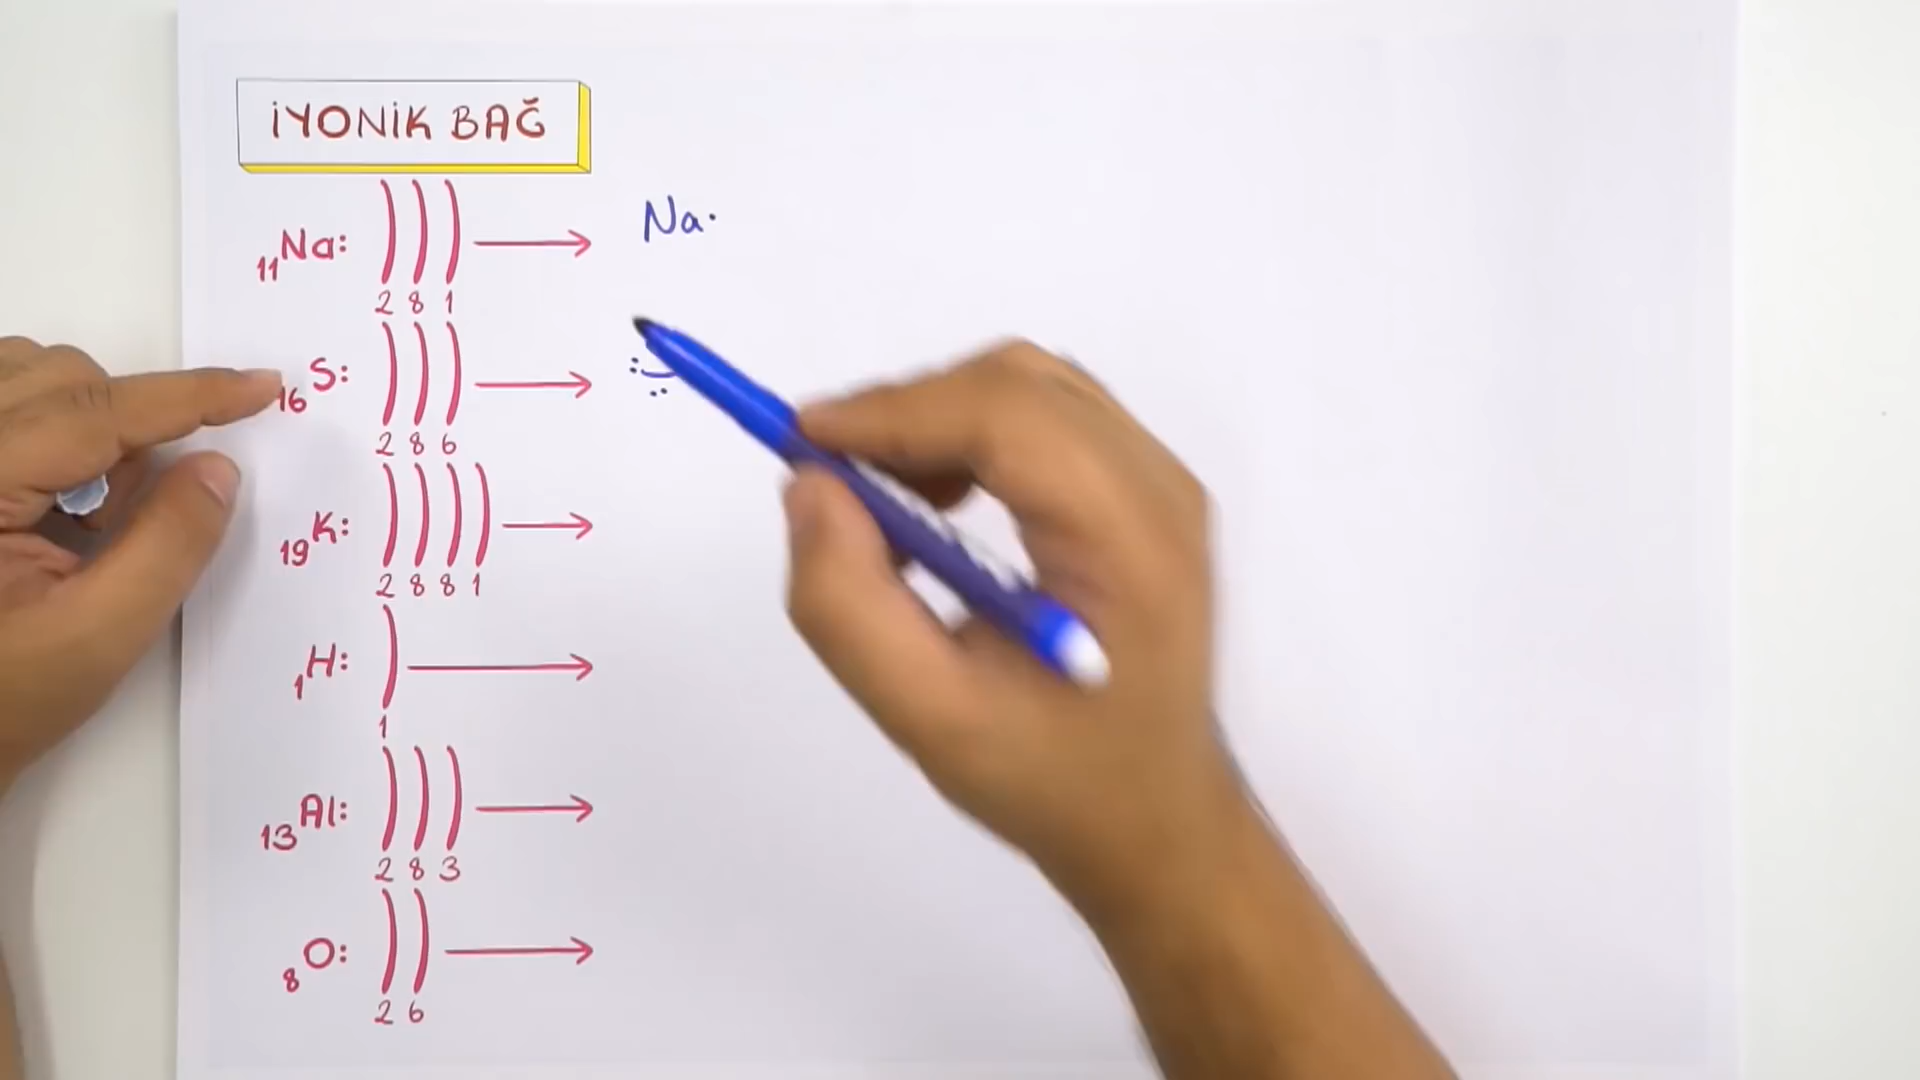 İYONİK BAĞ
11Na:
2 8 1
Na·
16S:
2 8 6
19K:
2 8 8 1
1H:
1
13Al:
2 8 3
8O:
2 6